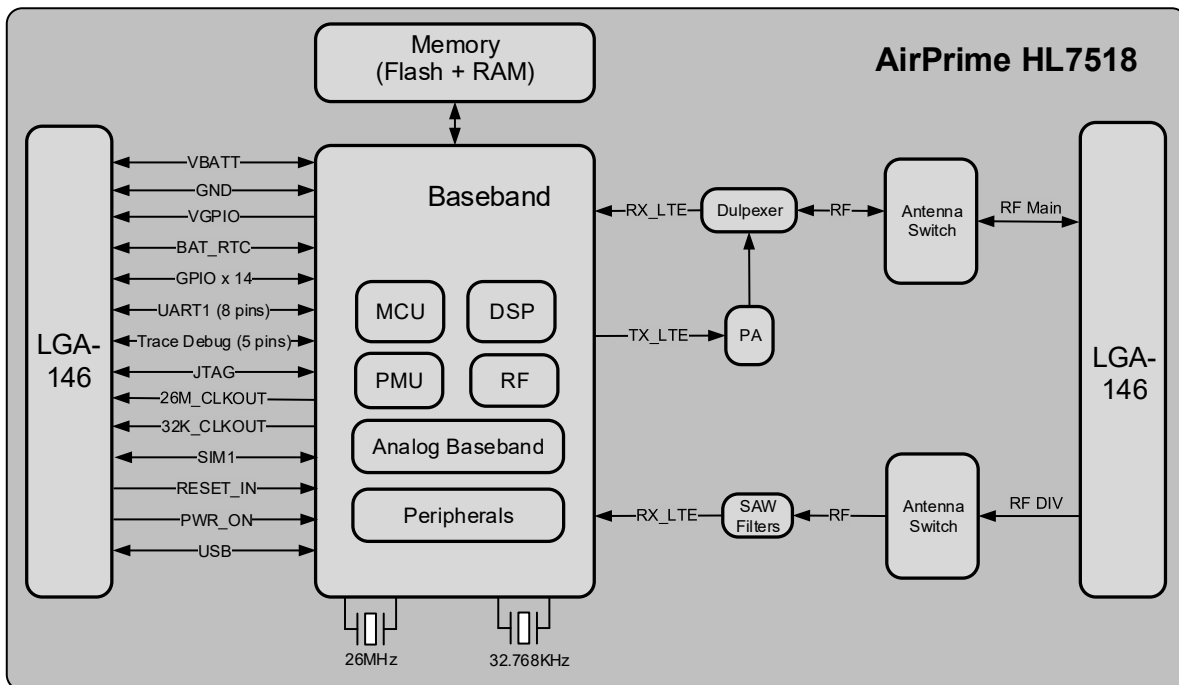 Memory
(Flash + RAM)
AirPrime HL7518
LGA-
146
VBATT
GND
VGPIO
BAT_RTC
GPIO x 14
UART1 (8 pins)
Trace Debug (5 pins)
JTAG
26M_CLKOUT
32K_CLKOUT
SIM1
RESET_IN
PWR_ON
USB
Baseband
MCU
DSP
PMU
RF
Analog Baseband
Peripherals
26MHz
32.768KHz
RX_LTE
Dulpexer
RF
Antenna
Switch
RF Main
TX_LTE
PA
RX_LTE
SAW
Filters
RF
Antenna
Switch
RF DIV
LGA-
146